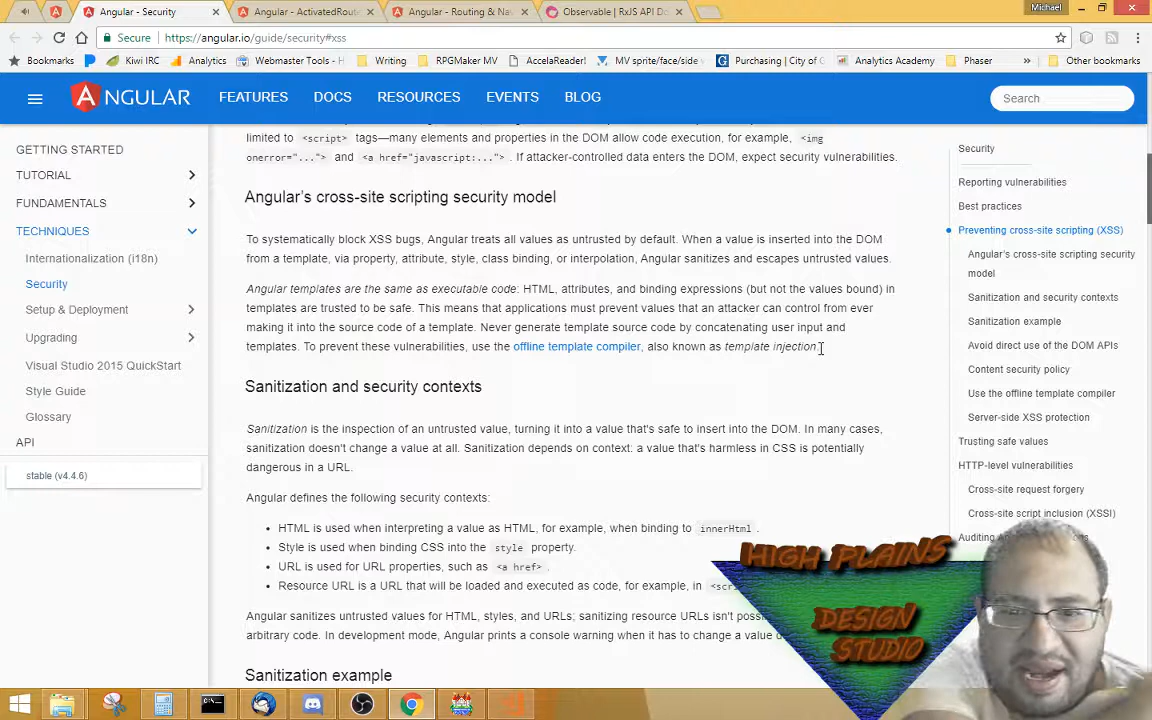 Angular - Security
Angular - ActivatedRoute
Angular - Routing & Na
Observable | RxJS API Do
Michael
Secure
https://angular.io/guide/security#xss
Bookmarks
Kiwi IRC
Analytics
Webmaster Tools - H
Writing
RPGMaker MV
AccelaReader!
MV sprite/face/side v
Purchasing | City of C
Analytics Academy
Phaser
»
Other bookmarks
ANGULAR
FEATURES
DOCS
RESOURCES
EVENTS
BLOG
Search
GETTING STARTED
TUTORIAL
FUNDAMENTALS
TECHNIQUES
Internationalization (i18n)
Security
Setup & Deployment
Upgrading
Visual Studio 2015 QuickStart
Style Guide
Glossary
API
stable (v4.4.6)
limited to <script> tags—many elements and properties in the DOM allow code execution, for example, <img
onerror="..."> and <a href="javascript:..."> . If attacker-controlled data enters the DOM, expect security vulnerabilities.
Angular's cross-site scripting security model
To systematically block XSS bugs, Angular treats all values as untrusted by default. When a value is inserted into the DOM
from a template, via property, attribute, style, class binding, or interpolation, Angular sanitizes and escapes untrusted values.
Angular templates are the same as executable code: HTML, attributes, and binding expressions (but not the values bound) in
templates are trusted to be safe. This means that applications must prevent values that an attacker can control from ever
making it into the source code of a template. Never generate template source code by concatenating user input and
templates. To prevent these vulnerabilities, use the offline template compiler, also known as template injection.
Sanitization and security contexts
Sanitization is the inspection of an untrusted value, turning it into a value that's safe to insert into the DOM. In many cases,
sanitization doesn't change a value at all. Sanitization depends on context: a value that's harmless in CSS is potentially
dangerous in a URL.
Angular defines the following security contexts:
HTML is used when interpreting a value as HTML, for example, when binding to innerHtml .
Style is used when binding CSS into the style property.
URL is used for URL properties, such as <a href> .
Resource URL is a URL that will be loaded and executed as code, for example, in <scri
Angular sanitizes untrusted values for HTML, styles, and URLs; sanitizing resource URLs isn't possi
arbitrary code. In development mode, Angular prints a console warning when it has to change a value d
Sanitization example
Security
Reporting vulnerabilities
Best practices
Preventing cross-site scripting (XSS)
Angular's cross-site scripting security
model
Sanitization and security contexts
Sanitization example
Avoid direct use of the DOM APIs
Content security policy
Use the offline template compiler
Server-side XSS protection
Trusting safe values
HTTP-level vulnerabilities
Cross-site request forgery
Cross-site script inclusion (XSSI)
HIGH PLAINS
DESIGN
STUDIO